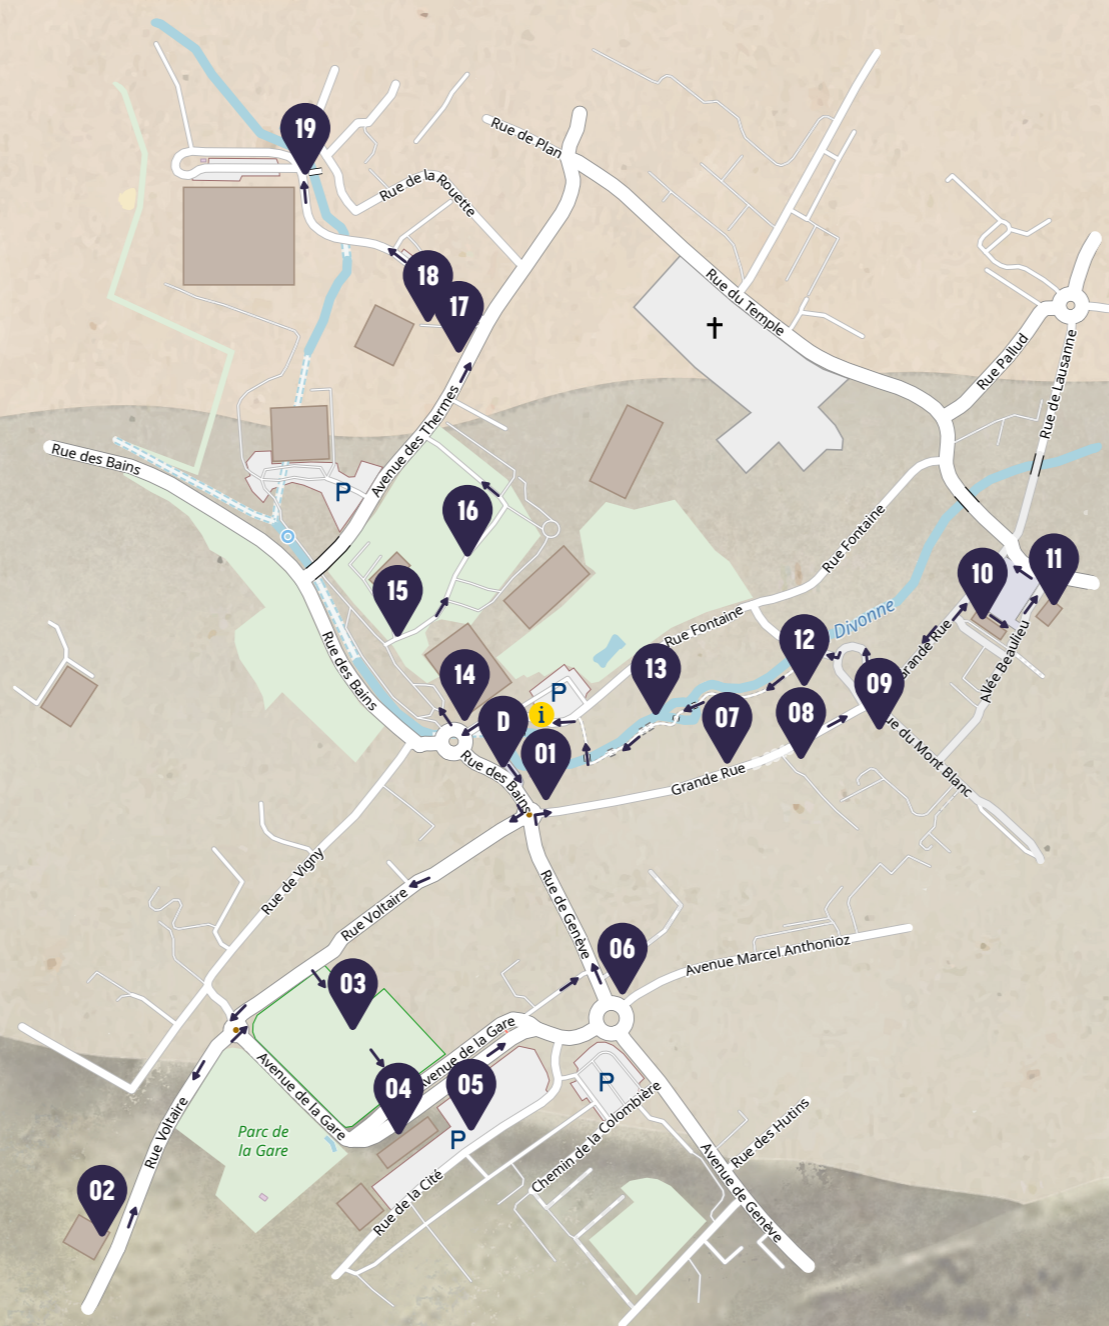 19
Rue de Plan
Rue de la Rouette
18
17
Rue du Temple
Rue Pallud
Rue de Lausanne
Avenue des Thermes
Rue des Bains
P
16
Rue Fontaine
10
11
15
Divonne
Rue Fontaine
12
Grande Rue
Allée Beaulieu
Rue des Bains
13
14
P
09
D
i
07
08
01
Rue du Mont Blanc
Rue des Bains
Grande Rue
Rue de Vigny
Rue Voltaire
Rue de Genève
06
Avenue Marcel Anthonioz
03
Avenue de la Gare
04
05
P
Avenue de la Gare
P
Chemin de la Colombière
Rue des Hutins
Rue Voltaire
Parc de
la Gare
02
Rue de la Cité
Avenue de Genève